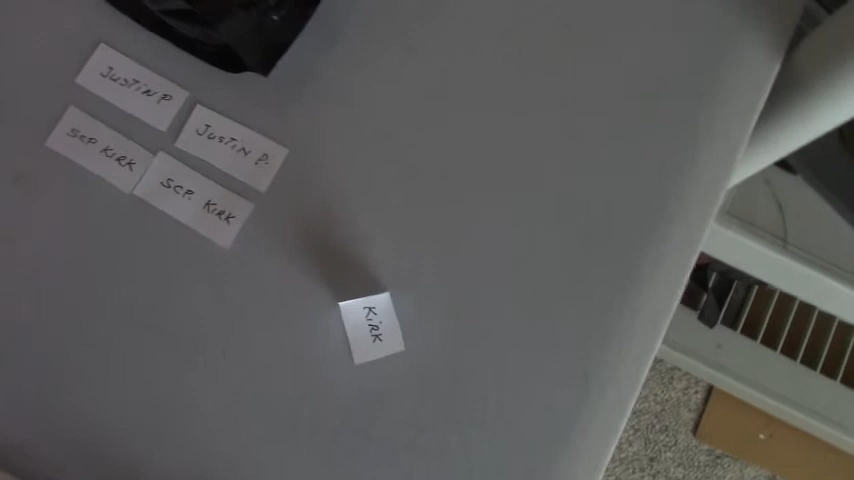 JUSTIN P
JUSTIN P.
SCP KIRK
SCP. KIRK
KIRK